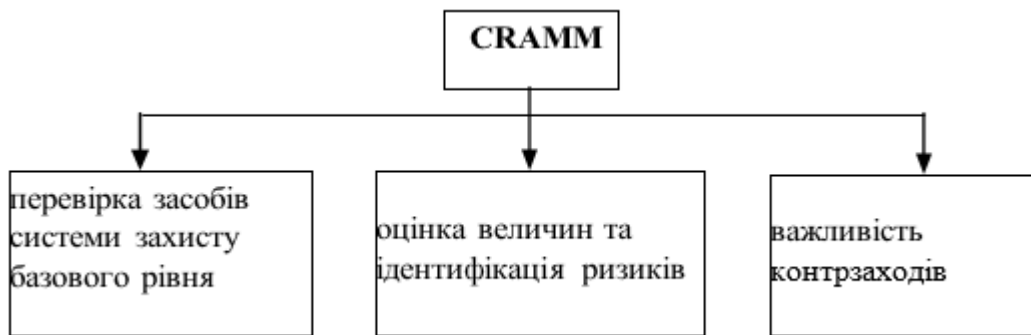 CRAMM
перевірка засобів
системи захисту
базового рівня
оцінка величин та
ідентифікація ризиків
важливість
контрзаходів